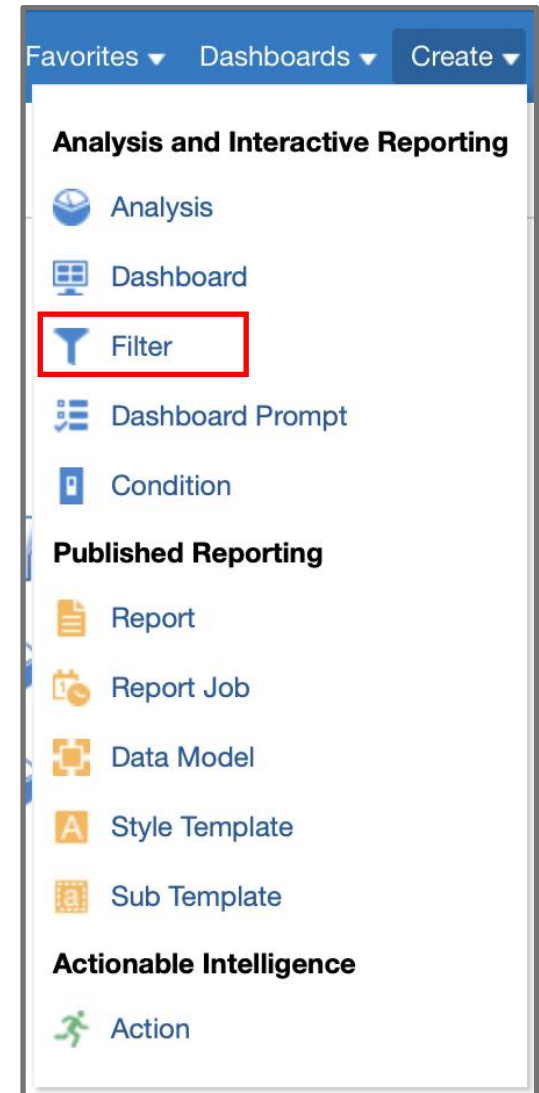 Favorites Dashboards Create
Analysis and Interactive Reporting
Analysis
Dashboard
Filter
Dashboard Prompt
Condition
Published Reporting
Report
1 Report Job
Data Model
A Style Template
a Sub Template
Actionable Intelligence
Action